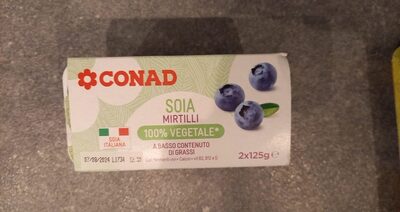 CONAD
SOIA
MIRTILLI
100% VEGETALE*
A BASSO CONTENUTO
DI GRASSI
SOIA
ITALIANA
2x125g e